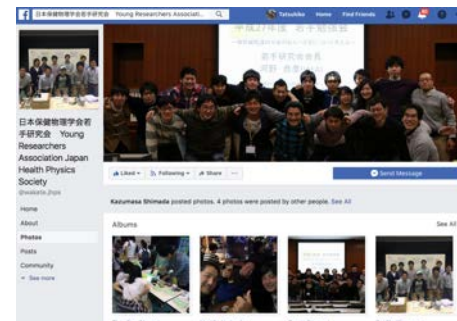 日本保健物理学会若手研究会 Young Researchers Associati...
Tatsuhiko
Home
Find Friends
平成27年度 若手勉強会
若手研究会会長
日本保健物理学会若
手研究会 Young
Researchers
Association Japan
Health Physics
Society
@wakate.jhps
Home
About
Photos
Posts
Community
See more
Liked
Following
Share
Send Message
Kazumasa Shimada posted photos. 4 photos were posted by other people. See All
Albums
See All